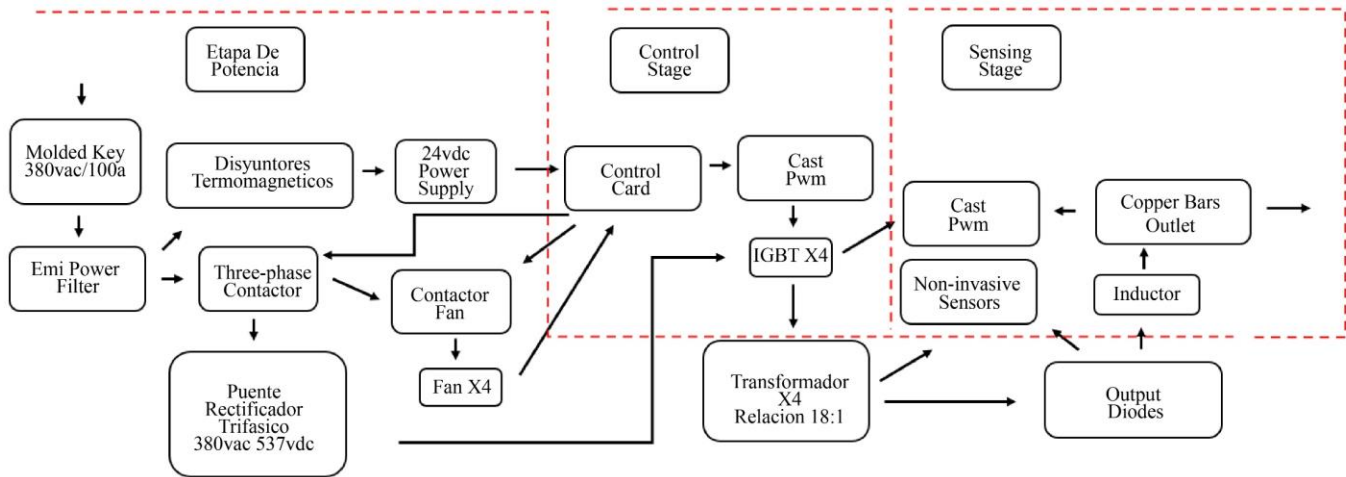 Etapa De
Potencia
Control
Stage
Sensing
Stage
Molded Key
380vac/100a
Disyuntores
Termomagneticos
24vdc
Power
Supply
Control
Card
Cast
Pwm
Cast
Pwm
Copper Bars
Outlet
Emi Power
Filter
Three-phase
Contactor
Contactor
Fan
IGBT X4
Non-invasive
Sensors
Inductor
Puente
Rectificador
Trifasico
380vac 537vdc
Fan X4
Transformador
X4
Relacion 18:1
Output
Diodes